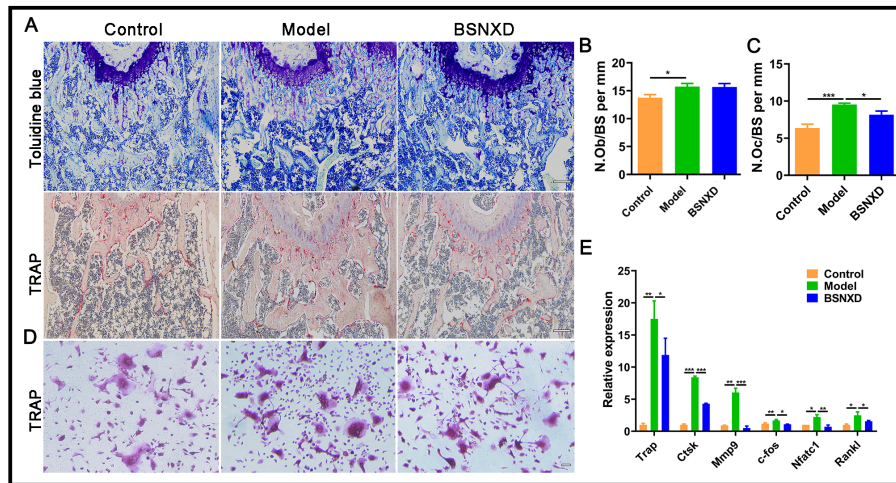 A
Control
Model
BSNXD
Toluidine blue
TRAP
D
TRAP
B
N.Ob/BS per mm
20
15
10
5
0
*
Control
Model
BSNXD
C
N.Oc/BS per mm
15
10
5
0
***
*
Control
Model
BSNXD
E
Relative expression
25
20
15
10
5
0
Control
Model
BSNXD
** *
*** ***
** ***
** *
* **
* *
Trap
Ctsk
Mmp9
c-fos
Nfatc1
Rankl